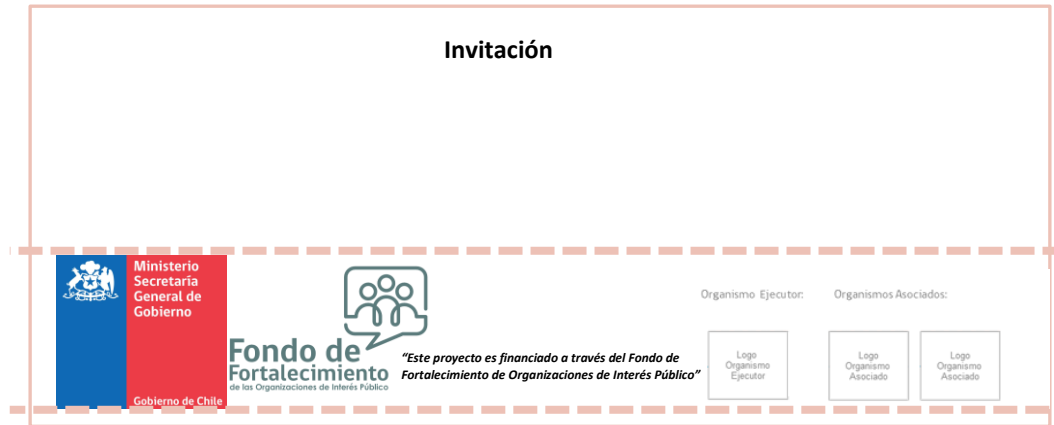 Invitación
Ministerio
Secretaría
General de
Gobierno
Gobierno de Chile
Fondo de
Fortalecimiento
de las Organizaciones de Interés Público
“Este proyecto es financiado a través del Fondo de
Fortalecimiento de Organizaciones de Interés Público”
Organismo Ejecutor:
Logo
Organismo
Ejecutor
Organismos Asociados:
Logo
Organismo
Asociado
Logo
Organismo
Asociado